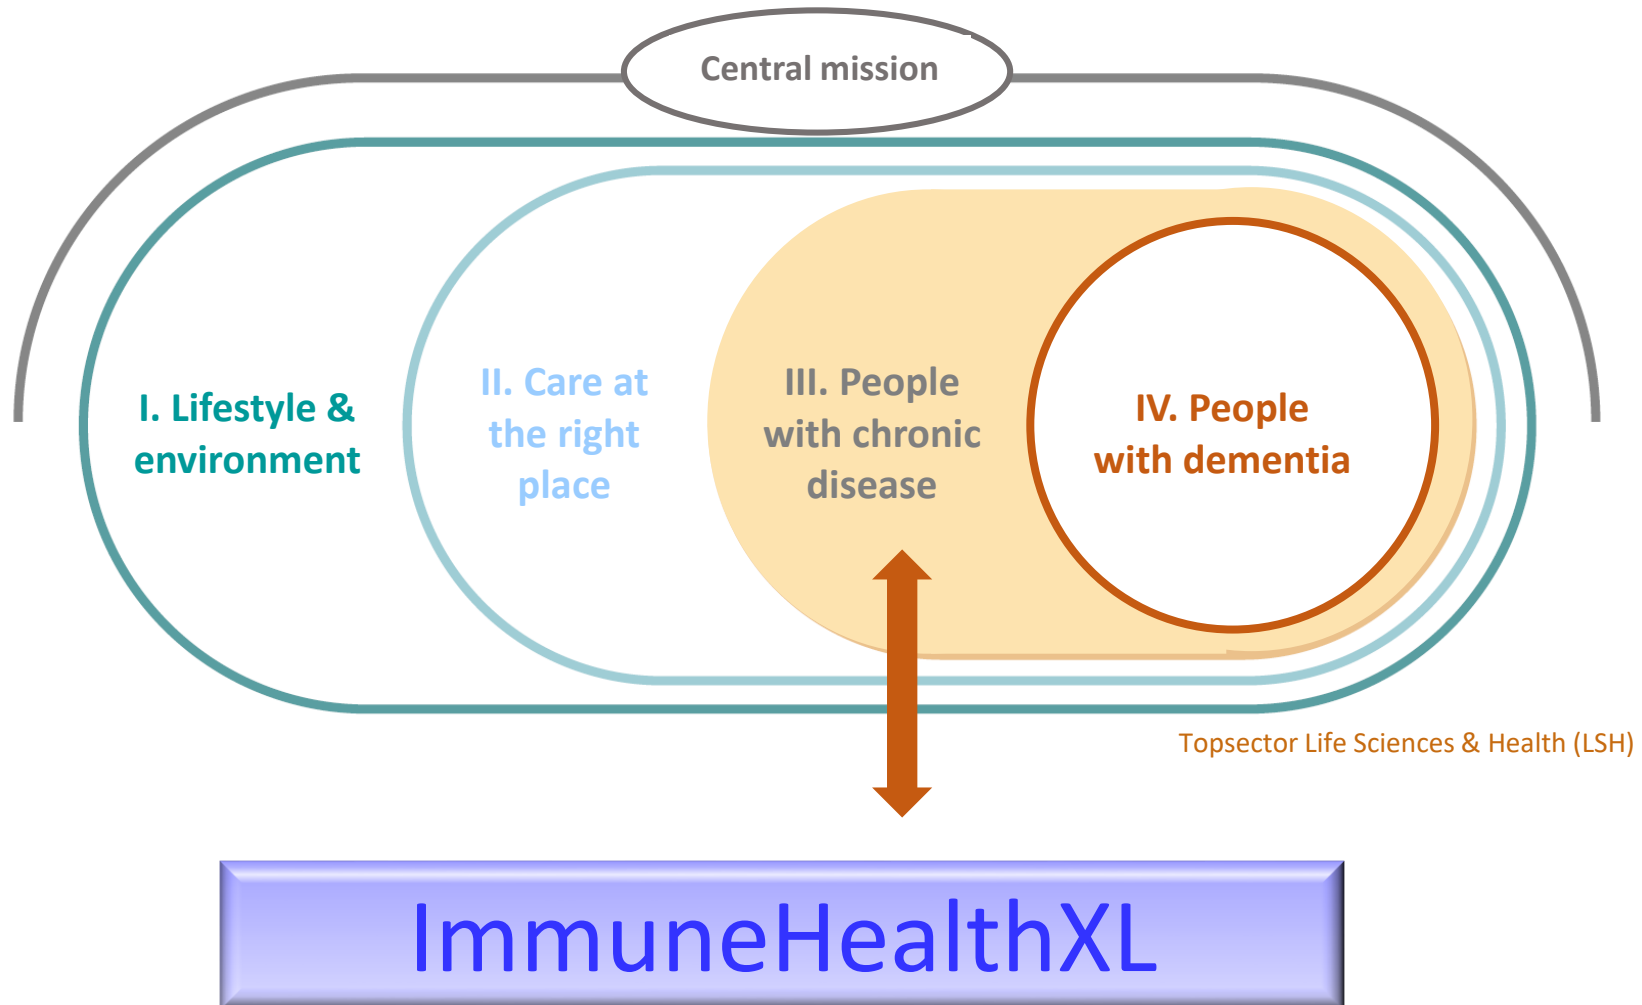 Central mission
I. Lifestyle &
environment
II. Care at
the right
place
III. People
with chronic
disease
IV. People
with dementia
Topsector Life Sciences & Health (LSH)
ImmuneHealthXL